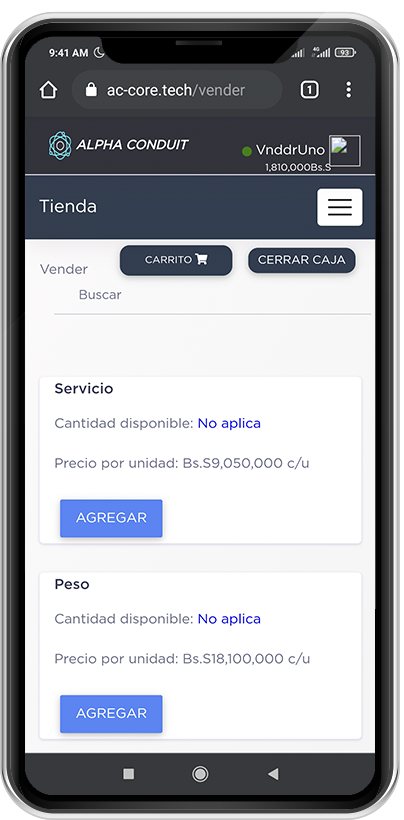 9:41 AM
4G
93
ac-core.tech/vender
1
ALPHA CONDUIT
VnddrUno
1,810,000Bs.S
Tienda
Vender
CARRITO
CERRAR CAJA
Buscar
Servicio
Cantidad disponible: No aplica
Precio por unidad: Bs.S9,050,000 c/u
AGREGAR
Peso
Cantidad disponible: No aplica
Precio por unidad: Bs.S18,100,000 c/u
AGREGAR